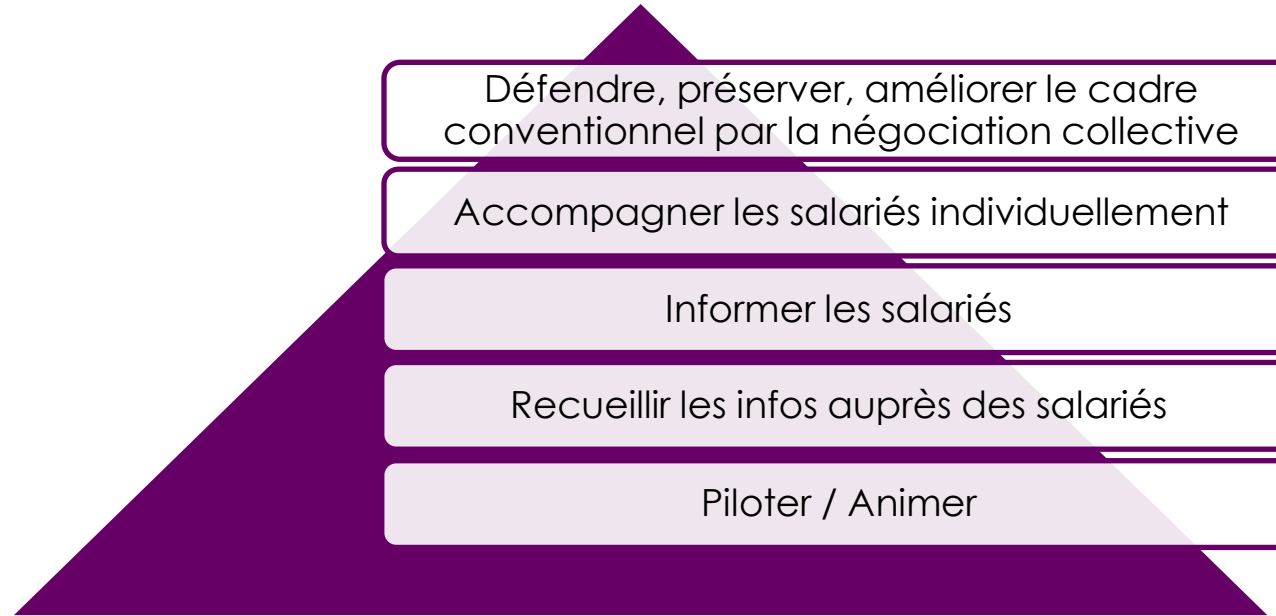 Défendre, préserver, améliorer le cadre
conventionnel par la négociation collective
Accompagner les salariés individuellement
Informer les salariés
Recueillir les infos auprès des salariés
Piloter / Animer